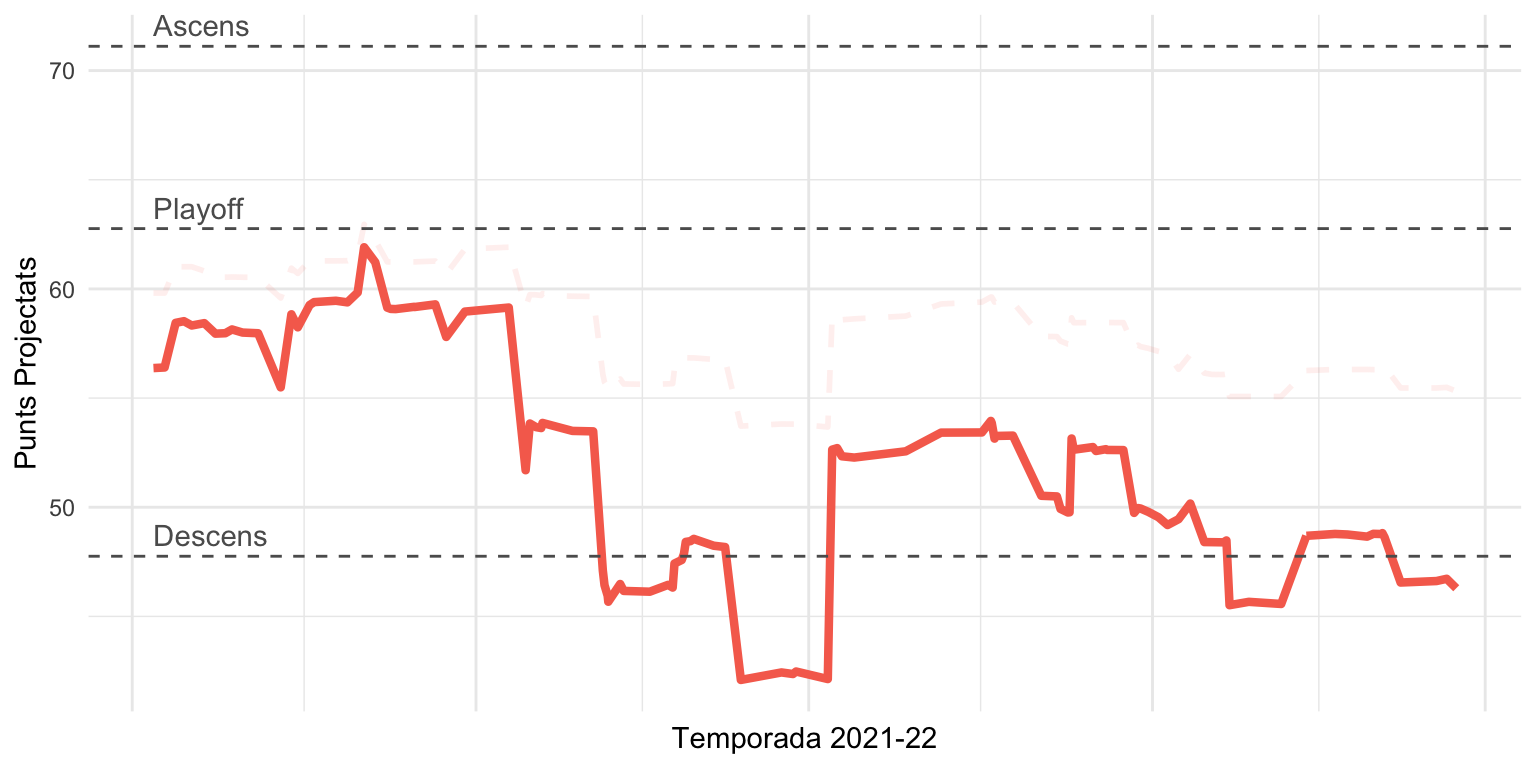 Ascens
70
Playoff
60
50
Descens
Punts Projectats
Temporada 2021-22